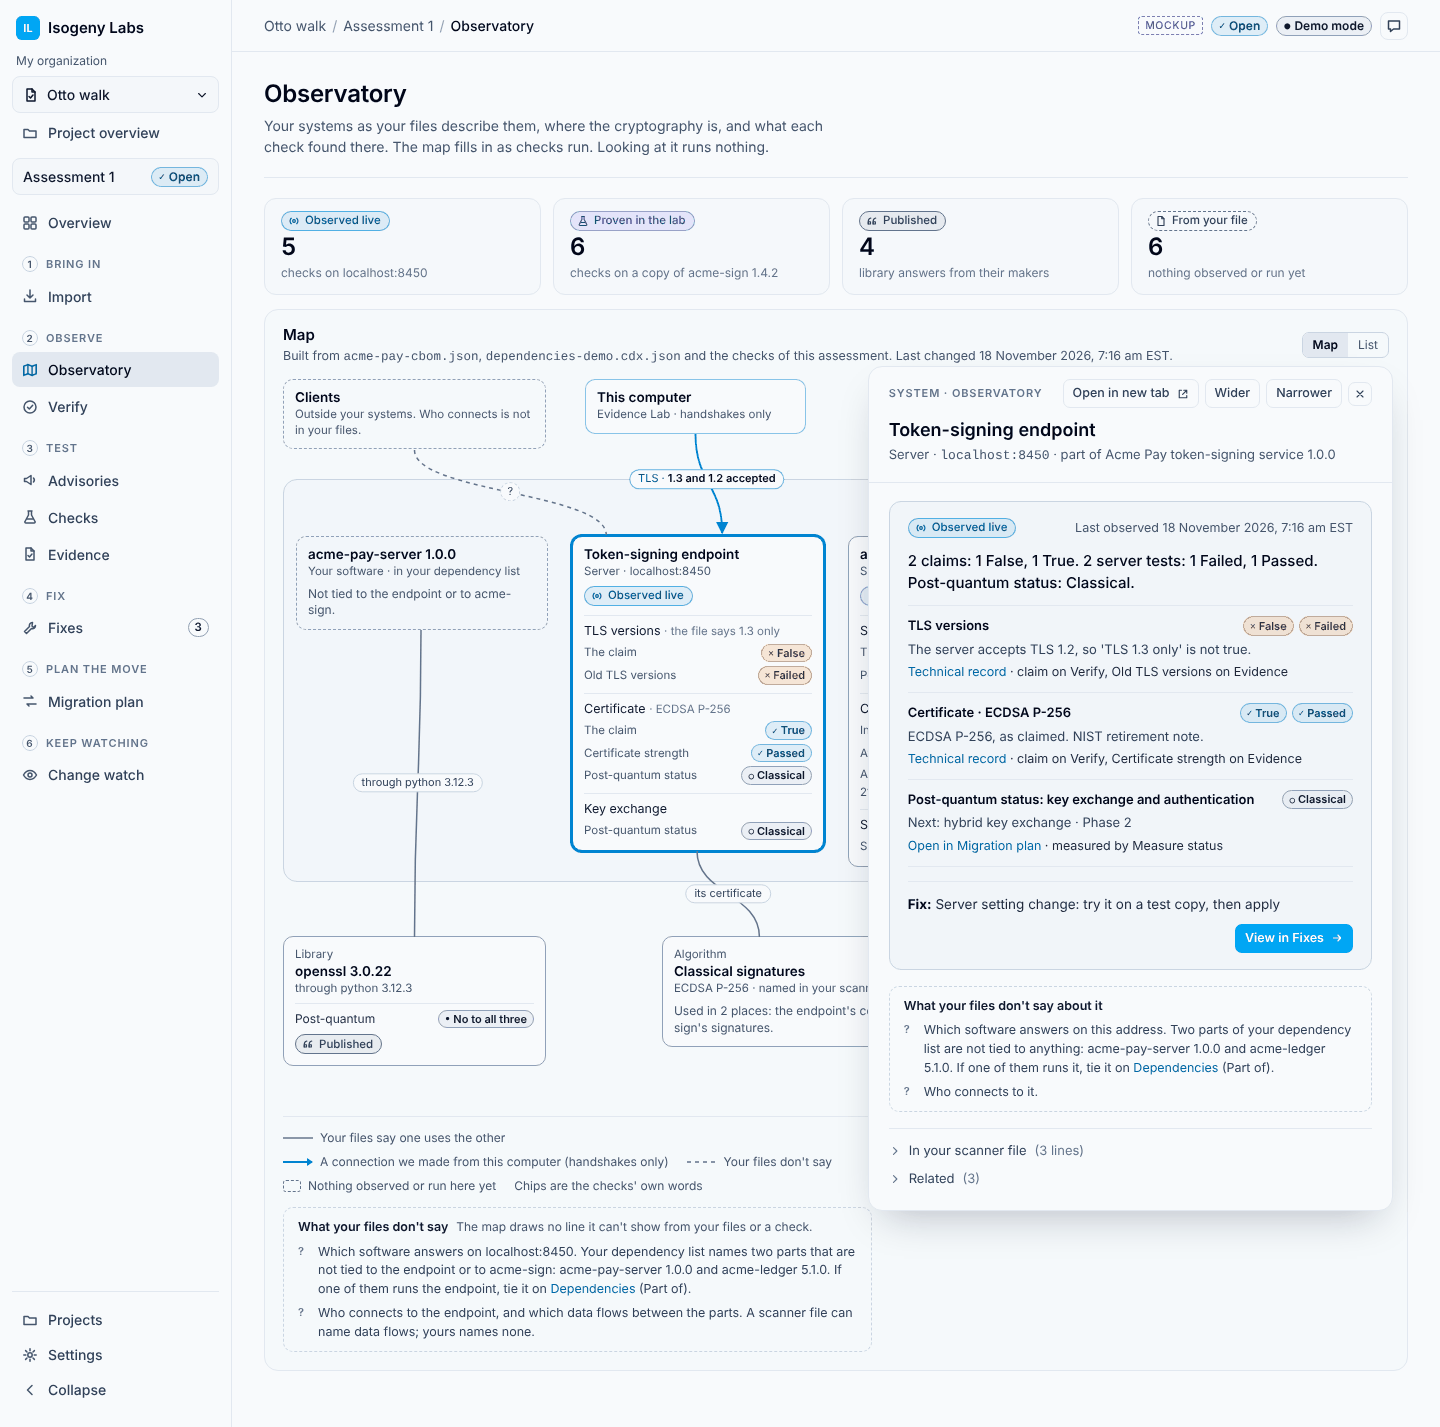 IL Isogeny Labs
My organization
Otto walk
Project overview
Assessment 1 ✓ Open
Overview
1 BRING IN
Import
2 OBSERVE
Observatory
Verify
3 TEST
Advisories
Checks
Evidence
4 FIX
Fixes 3
5 PLAN THE MOVE
Migration plan
6 KEEP WATCHING
Change watch
Projects
Settings
Collapse
Otto walk / Assessment 1 / Observatory
MOCKUP ✓ Open ● Demo mode
Observatory
Your systems as your files describe them, where the cryptography is, and what each
check found there. The map fills in as checks run. Looking at it runs nothing.
Observed live
5
checks on localhost:8450
Proven in the lab
6
checks on a copy of acme-sign 1.4.2
Published
4
library answers from their makers
From your file
6
nothing observed or run yet
Map
Built from acme-pay-cbom.json, dependencies-demo.cdx.json and the checks of this assessment. Last changed 18 November 2026, 7:16 am EST.
Map List
Clients
Outside your systems. Who connects is not
in your files.
This computer
Evidence Lab · handshakes only
?
TLS · 1.3 and 1.2 accepted
acme-pay-server 1.0.0
Your software · in your dependency list
Not tied to the endpoint or to acme-
sign.
Token-signing endpoint
Server · localhost:8450
Observed live
TLS versions · the file says 1.3 only
The claim × False
Old TLS versions × Failed
Certificate · ECDSA P-256
The claim ✓ True
Certificate strength ✓ Passed
Post-quantum status ○ Classical
Key exchange
Post-quantum status ○ Classical
through python 3.12.3
its certificate
Library
openssl 3.0.22
through python 3.12.3
Post-quantum • No to all three
Published
Algorithm
Classical signatures
ECDSA P-256 · named in your
Used in 2 places: the endpoint's
sign's signatures.
Your files say one uses the other
A connection we made from this computer (handshakes only) Your files don't say
Nothing observed or run here yet Chips are the checks' own words
What your files don't say The map draws no line it can't show from your files or a check.
? Which software answers on localhost:8450. Your dependency list names two parts that are
not tied to the endpoint or to acme-sign: acme-pay-server 1.0.0 and acme-ledger 5.1.0. If
one of them runs the endpoint, tie it on Dependencies (Part of).
? Who connects to the endpoint, and which data flows between the parts. A scanner file can
name data flows; yours names none.
SYSTEM · OBSERVATORY Open in new tab Wider Narrower ×
Token-signing endpoint
Server · localhost:8450 · part of Acme Pay token-signing service 1.0.0
Observed live Last observed 18 November 2026, 7:16 am EST
2 claims: 1 False, 1 True. 2 server tests: 1 Failed, 1 Passed.
Post-quantum status: Classical.
TLS versions × False × Failed
The server accepts TLS 1.2, so 'TLS 1.3 only' is not true.
Technical record · claim on Verify, Old TLS versions on Evidence
Certificate · ECDSA P-256 ✓ True ✓ Passed
ECDSA P-256, as claimed. NIST retirement note.
Technical record · claim on Verify, Certificate strength on Evidence
Post-quantum status: key exchange and authentication ○ Classical
Next: hybrid key exchange · Phase 2
Open in Migration plan · measured by Measure status
Fix: Server setting change: try it on a test copy, then apply
View in Fixes →
What your files don't say about it
? Which software answers on this address. Two parts of your dependency
list are not tied to anything: acme-pay-server 1.0.0 and acme-ledger
5.1.0. If one of them runs it, tie it on Dependencies (Part of).
? Who connects to it.
In your scanner file (3 lines)
Related (3)